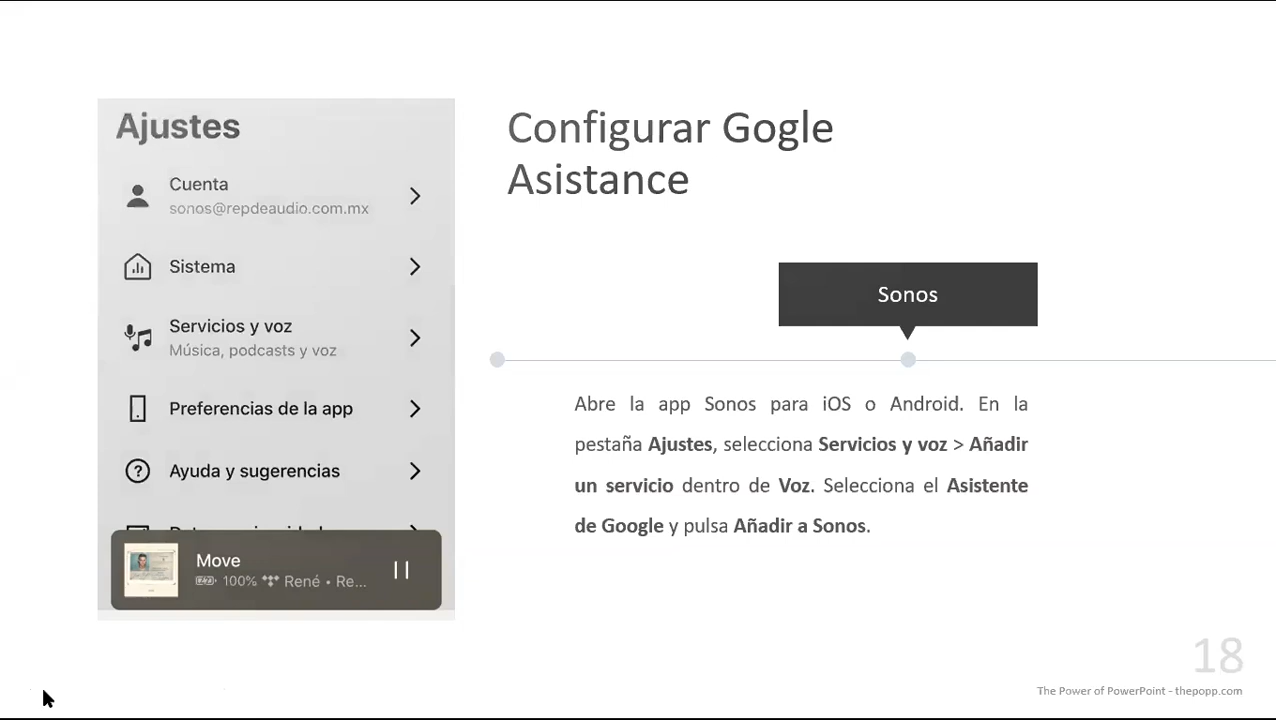 Ajustes
Cuenta
sonos@repdeaudio.com.mx
Sistema
Servicios y voz
Música, podcasts y voz
Preferencias de la app
Ayuda y sugerencias
Move
100% René • Re...
Configurar Gogle
Asistance
Sonos
Abre la app Sonos para iOS o Android. En la
pestaña Ajustes, selecciona Servicios y voz > Añadir
un servicio dentro de Voz. Selecciona el Asistente
de Google y pulsa Añadir a Sonos.
18
The Power of PowerPoint - thepopp.com